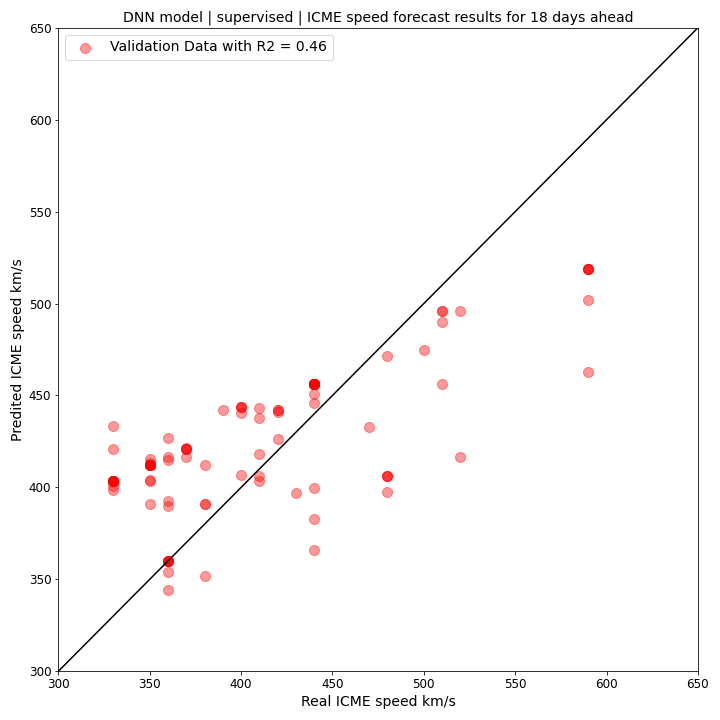 DNN model | supervised | ICME speed forecast results for 18 days ahead
Validation Data with R2 = 0.46
650
600
550
500
450
400
350
300
Predited ICME speed km/s
300 350 400 450 500 550 600 650
Real ICME speed km/s